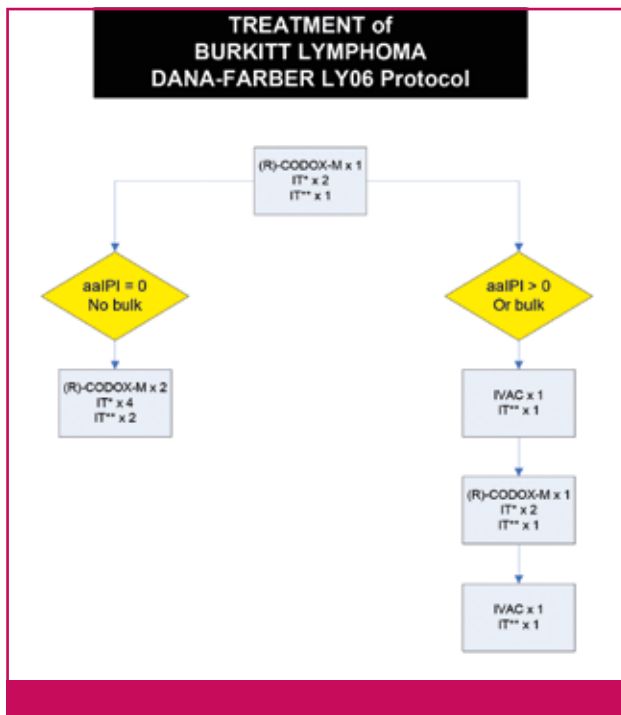 TREATMENT of
BURKITT LYMPHOMA
DANA-FARBER LY06 Protocol
(R)-CODOX-M x 1
IT* x 2
IT** x 1
aaIPI = 0
No bulk
aaIPI > 0
Or bulk
(R)-CODOX-M x 2
IT* x 4
IT** x 2
IVAC x 1
IT** x 1
(R)-CODOX-M x 1
IT* x 2
IT** x 1
IVAC x 1
IT** x 1